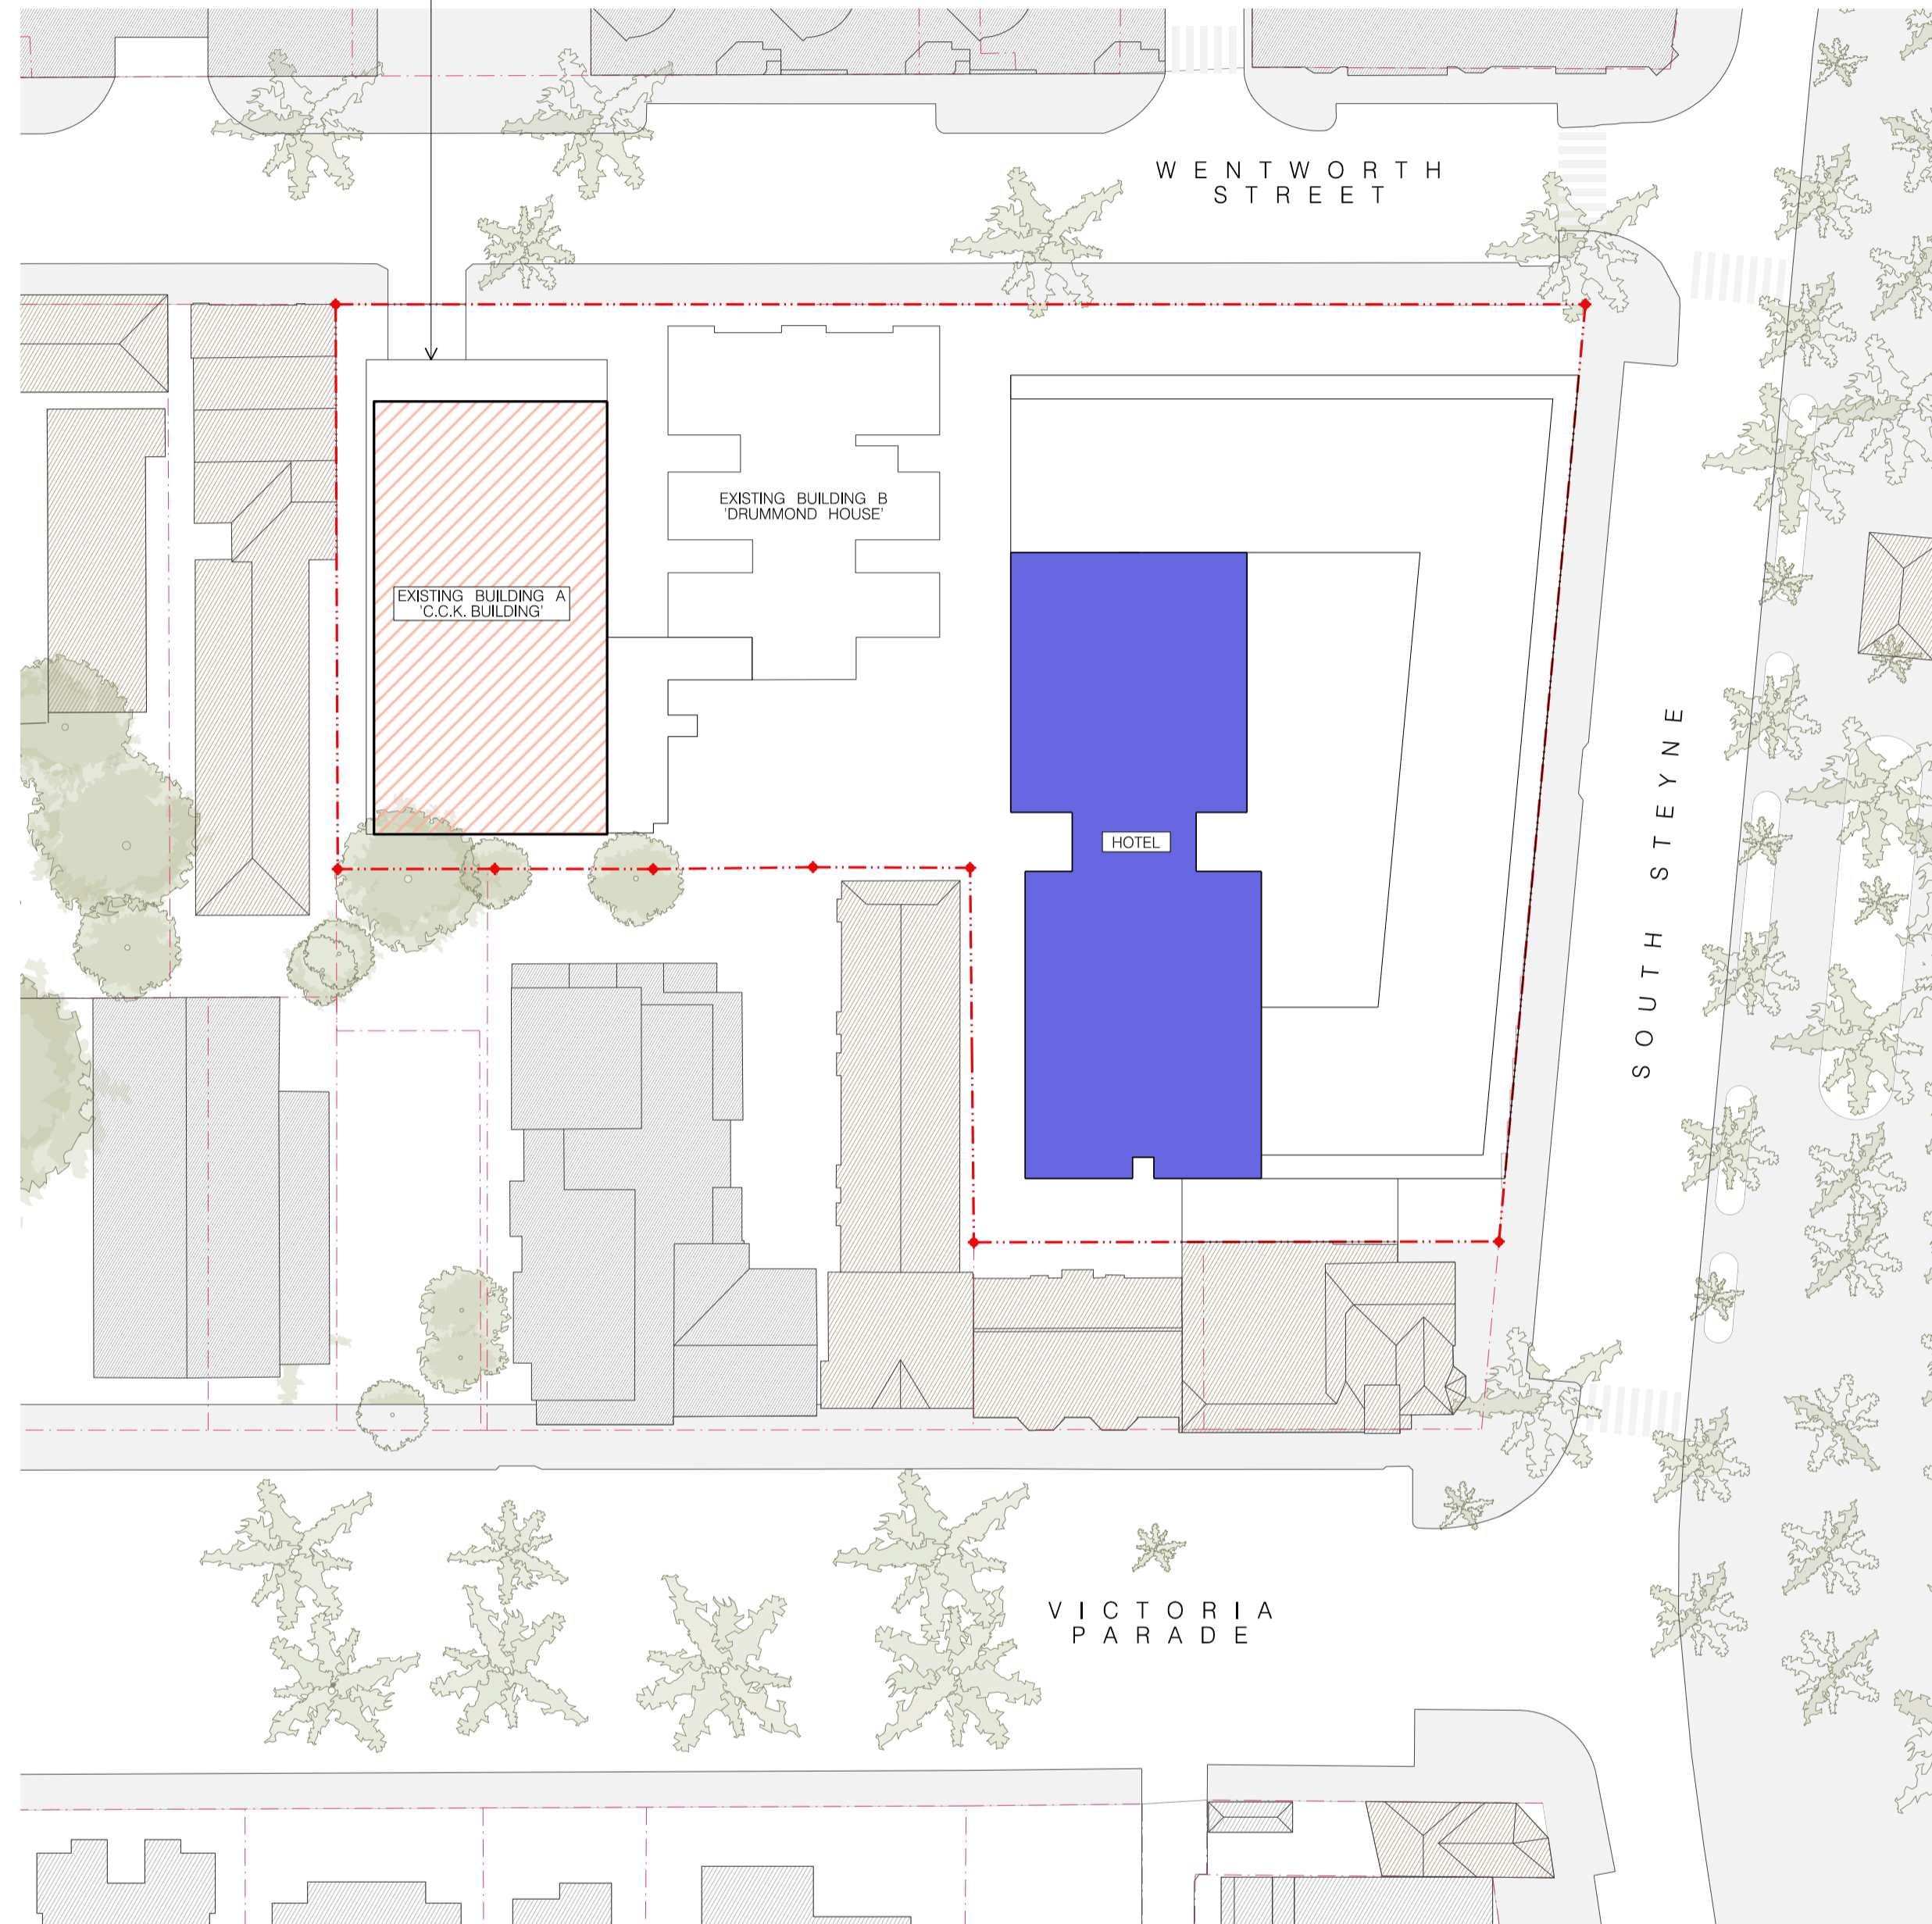 WENTWORTH
STREET
EXISTING BUILDING B
'DRUMMOND HOUSE'
EXISTING BUILDING A
'C.C.K. BUILDING'
HOTEL
SOUTH STEYNE
VICTORIA
PARADE